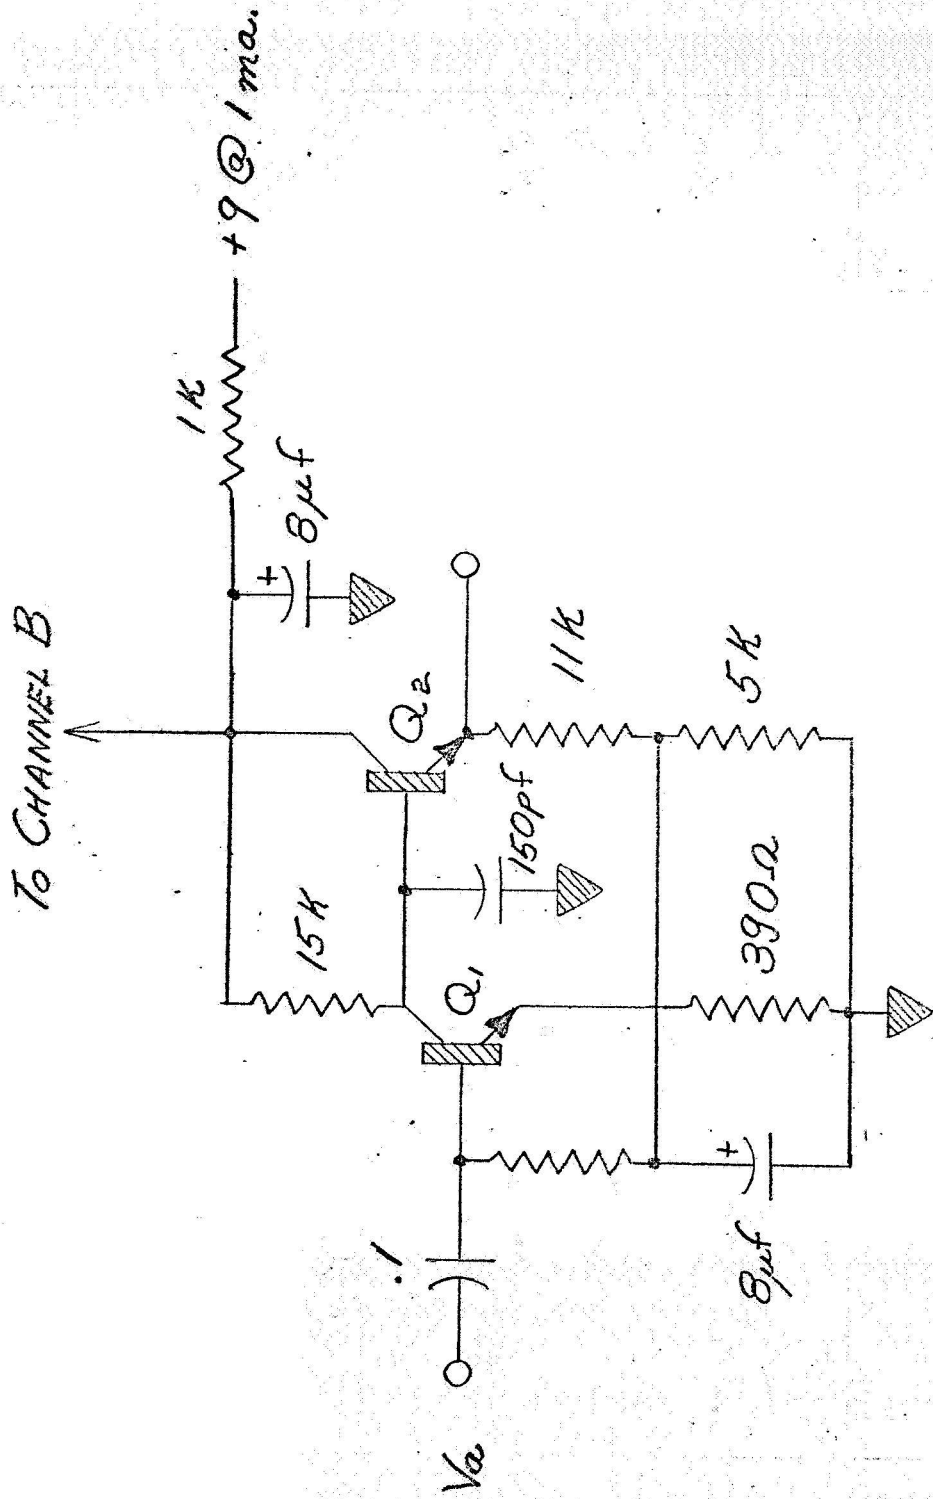 To CHANNEL B
1K
+9 @ 1 ma.
8µf
15K
Q2
150pf
Q1
11K
.1
Va
390Ω
5K
8µf